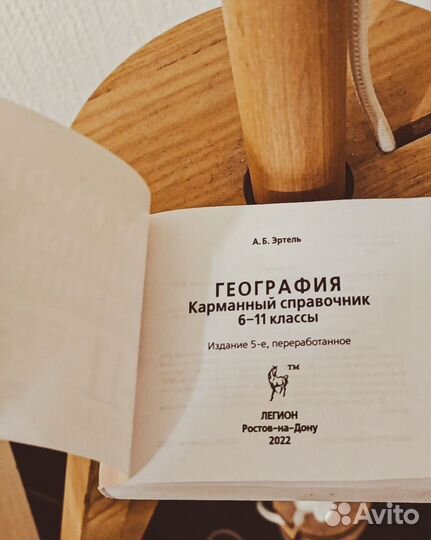 А. Б. Эртель
ГЕОГРАФИЯ
Карманный справочник
6–11 классы
Издание 5-е, переработанное
TM
ЛЕГИОН
Ростов-на-Дону
2022
Avito